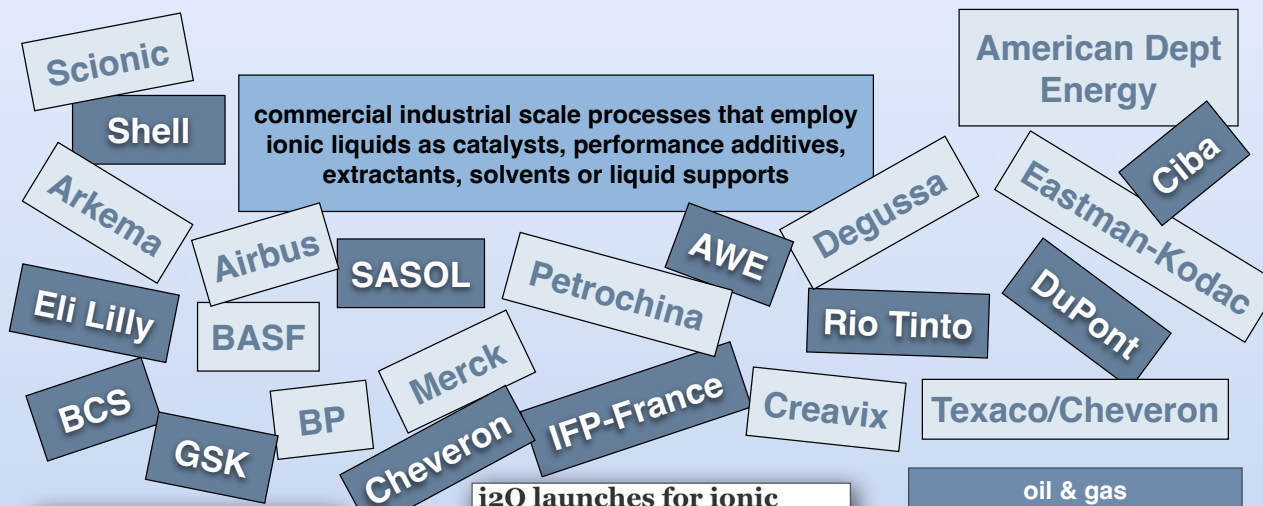 Scionic
American Dept
Energy
Shell
commercial industrial scale processes that employ
ionic liquids as catalysts, performance additives,
extractants, solvents or liquid supports
Ciba
Arkema
Airbus
SASOL
Petrochina
AWE
Degussa
Eastman-Kodac
Eli Lilly
BASF
Rio Tinto
DuPont
BCS
GSK
BP
Merck
Cheveron
IFP-France
Creavix
Texaco/Cheveron
i2O launches for ionic
oil & gas